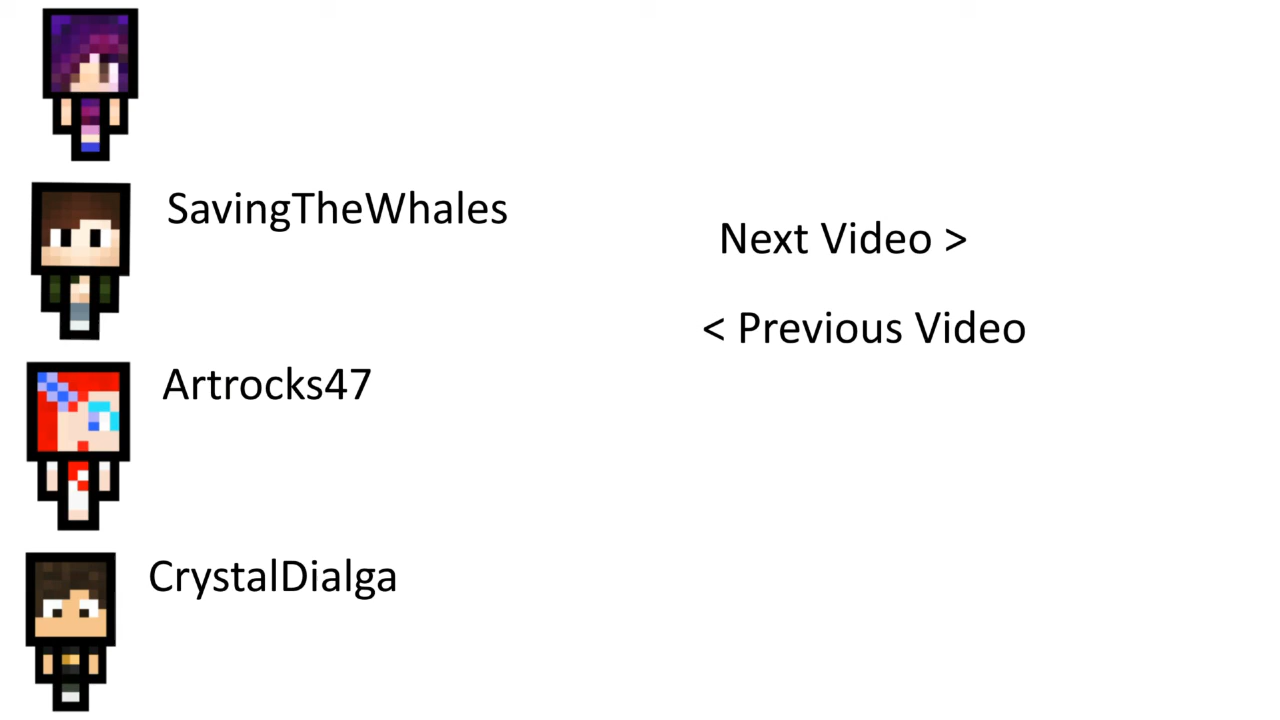 SavingTheWhales
Next Video >
< Previous Video
Artrocks47
CrystalDialga